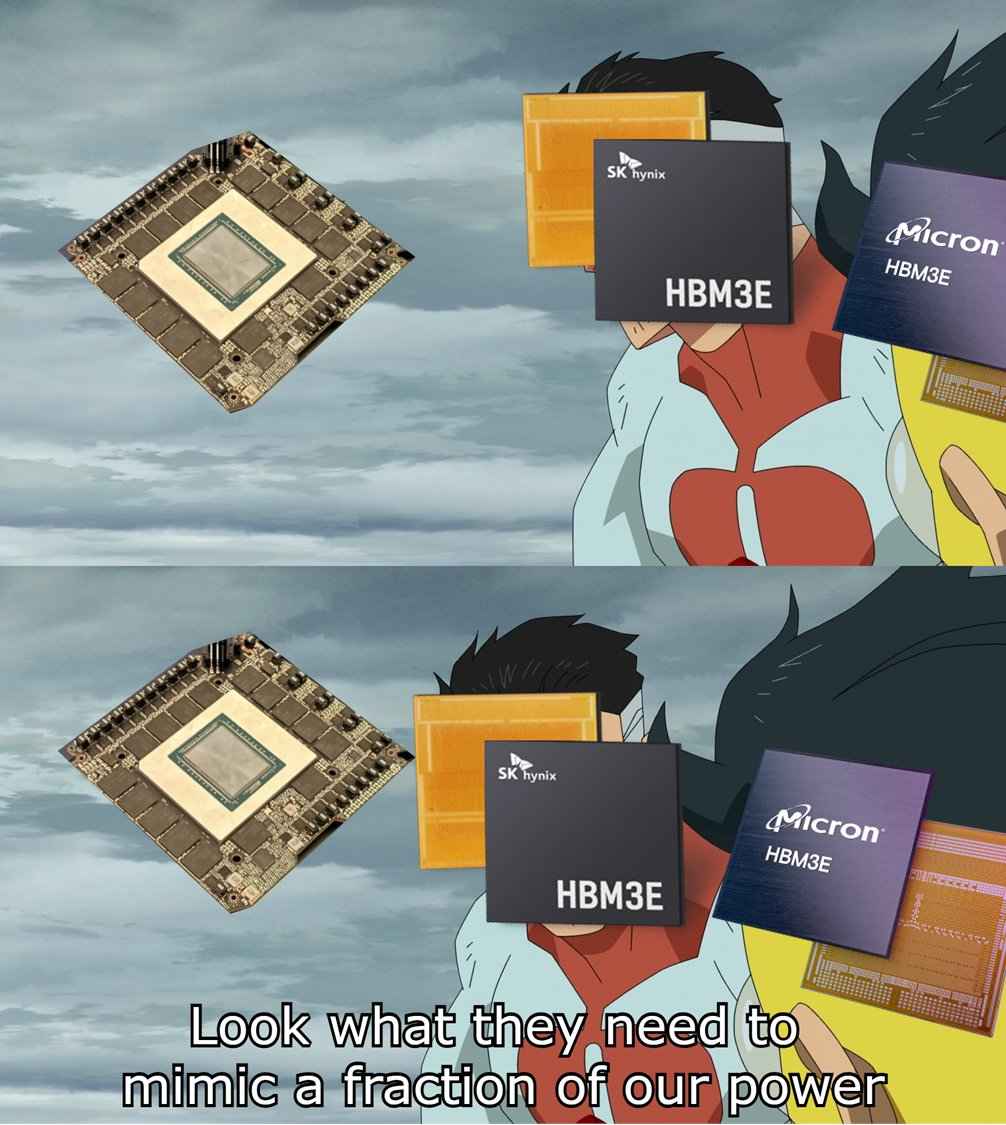 SK hynix
HBM3E
Micron
HBM3E
SK hynix
HBM3E
Micron
HBM3E
Look what they need to
mimic a fraction of our power